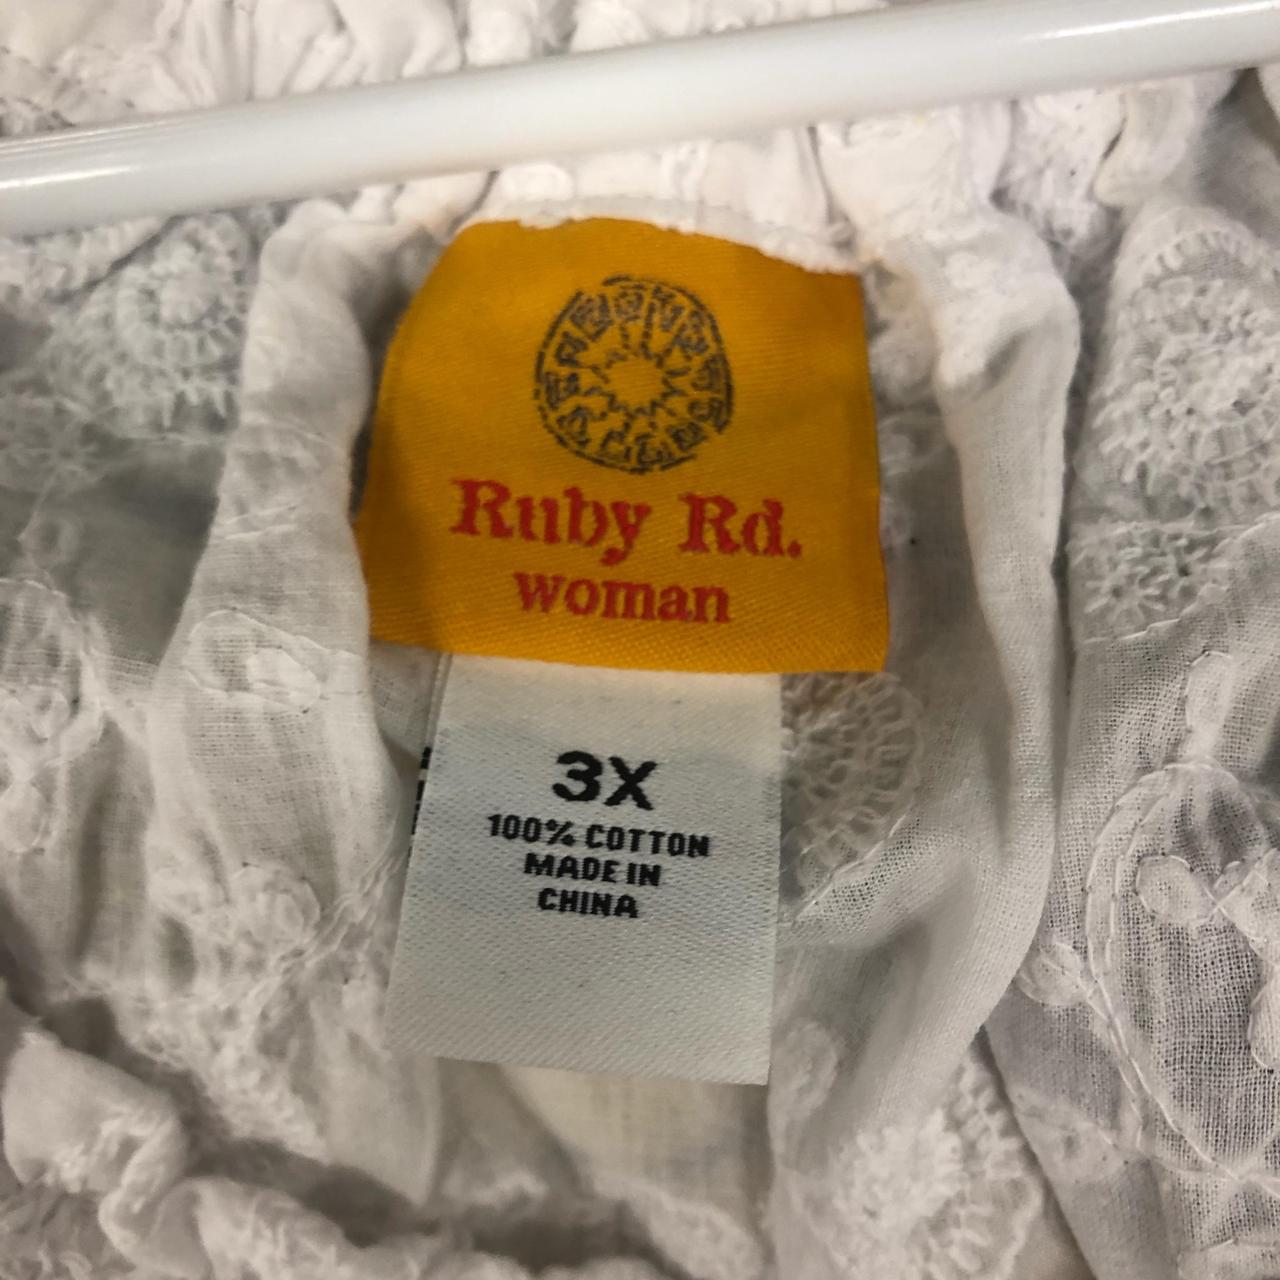 Ruby Rd.
woman
3X
100% COTTON
MADE IN
CHINA